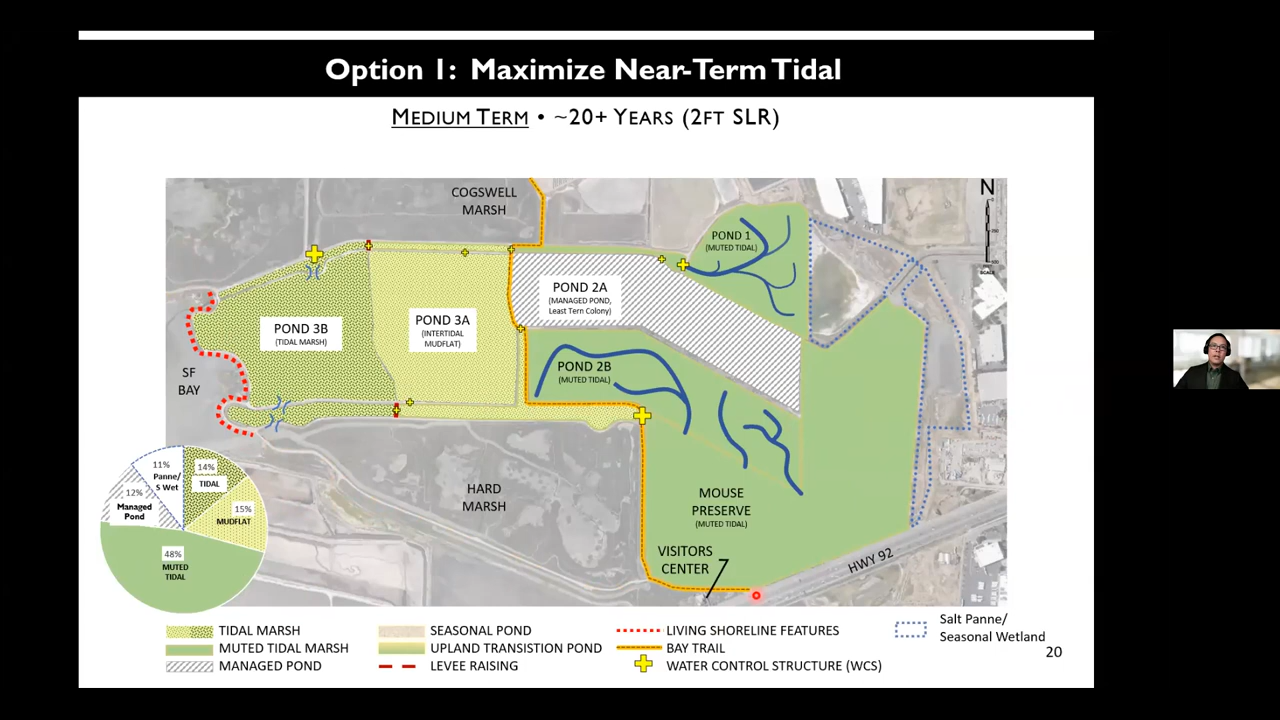 Option 1: Maximize Near-Term Tidal
MEDIUM TERM • ~20+ YEARS (2FT SLR)
COGSWELL
MARSH
N
POND 1
(MUTED TIDAL)
POND 2A
(MANAGED POND,
Least Tern Colony)
POND 3B
(TIDAL MARSH)
POND 3A
(INTERTIDAL
MUDFLAT)
SF
BAY
POND 2B
(MUTED TIDAL)
HARD
MARSH
MOUSE
PRESERVE
(MUTED TIDAL)
VISITORS
CENTER
HWY 92
11%
Panne/
S Wet
14%
TIDAL
12%
Managed
Pond
15%
MUDFLAT
48%
MUTED
TIDAL
TIDAL MARSH
MUTED TIDAL MARSH
MANAGED POND
SEASONAL POND
UPLAND TRANSISTION POND
LEVEE RAISING
LIVING SHORELINE FEATURES
BAY TRAIL
WATER CONTROL STRUCTURE (WCS)
Salt Panne/
Seasonal Wetland
20